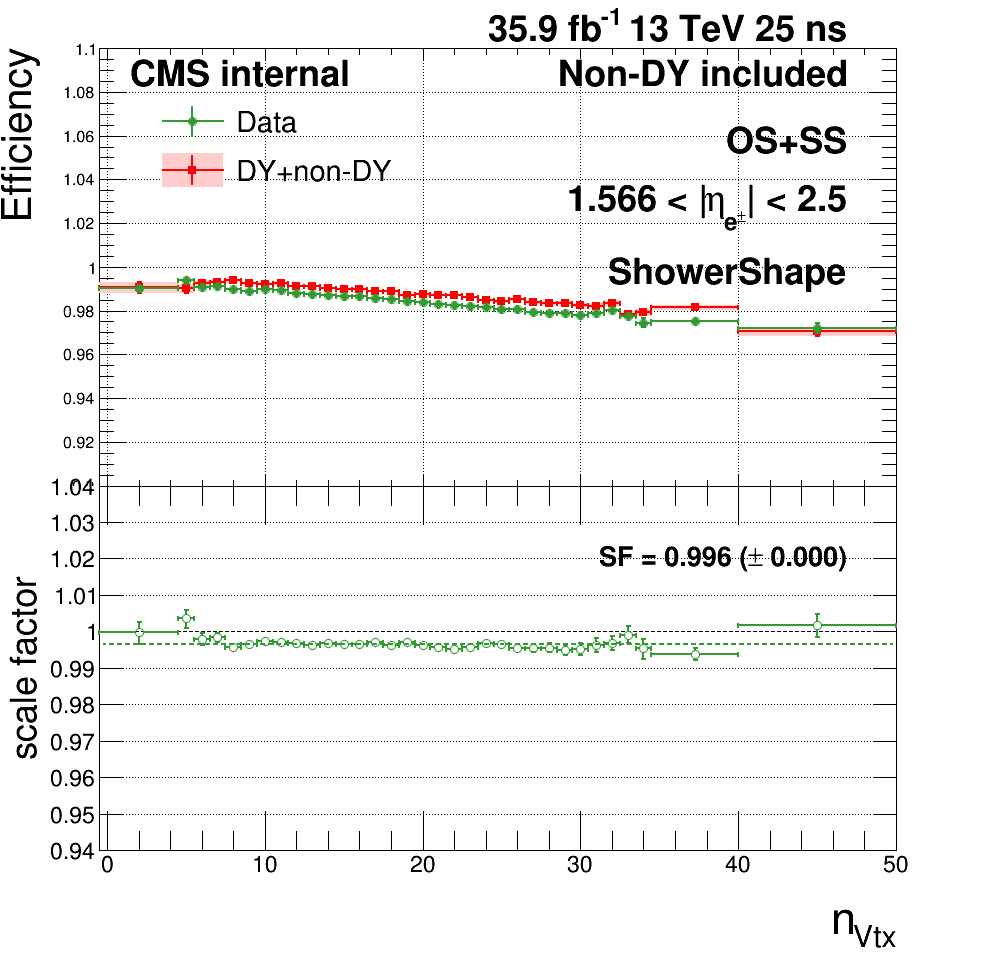 35.9 fb-1 13 TeV 25 ns
Efficiency
CMS internal
Non-DY included
Data
OS+SS
DY+non-DY
1.566 < |ηe±| < 2.5
ShowerShape
1.1
1.08
1.06
1.04
1.02
1
0.98
0.96
0.94
0.92
1.04
1.03
1.02
1.01
1
0.99
0.98
0.97
0.96
0.95
0.94
scale factor
SF = 0.996 (± 0.000)
0 10 20 30 40 50
nVtx